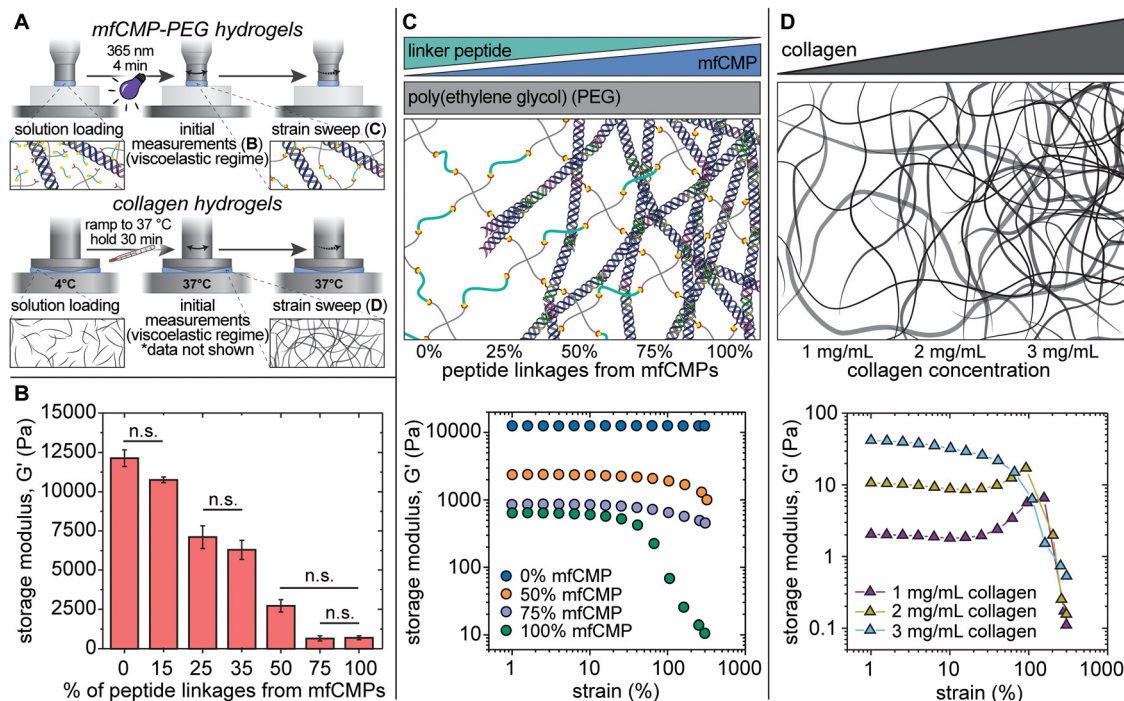 A
mfCMP-PEG hydrogels
365 nm
4 min
solution loading
initial
measurements (B)
(viscoelastic regime)
strain sweep (C)
collagen hydrogels
ramp to 37 °C
hold 30 min
4°C
37°C
37°C
solution loading
initial
measurements
(viscoelastic regime)
*data not shown
strain sweep (D)
B
storage modulus, G' (Pa)
15000
12500
10000
7500
5000
2500
0
n.s.
n.s.
n.s.
n.s.
0 15 25 35 50 75 100
% of peptide linkages from mfCMPs
C
linker peptide
mfCMP
poly(ethylene glycol) (PEG)
0% 25% 50% 75% 100%
peptide linkages from mfCMPs
storage modulus, G' (Pa)
10000
1000
100
10
0% mfCMP
50% mfCMP
75% mfCMP
100% mfCMP
1 10 100 1000
strain (%)
D
collagen
1 mg/mL 2 mg/mL 3 mg/mL
collagen concentration
storage modulus, G' (Pa)
100
10
1
0.1
1 mg/mL collagen
2 mg/mL collagen
3 mg/mL collagen
1 10 100 1000
strain (%)